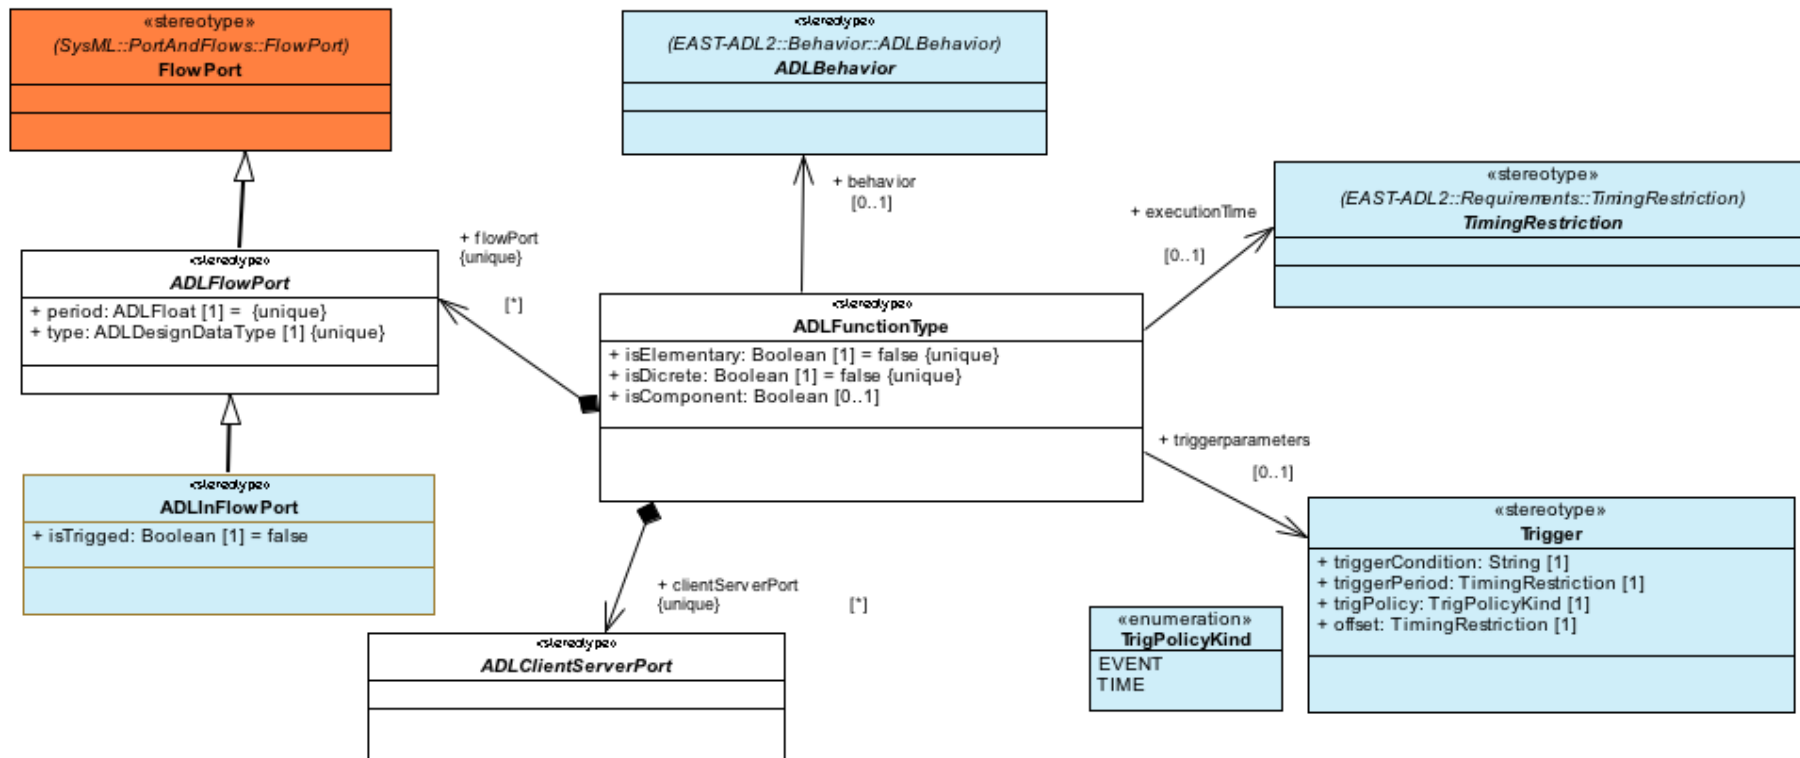 «stereotype»
(SysML::PortAndFlows::FlowPort)
FlowPort
«stereotype»
(EAST-ADL2::Behavior::ADLBehavior)
ADLBehavior
«stereotype»
(EAST-ADL2::Requirements::TimingRestriction)
TimingRestriction
+ behavior
[0..1]
+ executionTime
[0..1]
+ flowPort
{unique}
[*]
«stereotype»
ADLFlowPort
+ period: ADLFloat [1] = {unique}
+ type: ADLDesignDataType [1] {unique}
«stereotype»
ADLFunctionType
+ isElementary: Boolean [1] = false {unique}
+ isDicrete: Boolean [1] = false {unique}
+ isComponent: Boolean [0..1]
+ triggerparameters
[0..1]
«stereotype»
ADLInFlowPort
+ isTrigged: Boolean [1] = false
«stereotype»
Trigger
+ triggerCondition: String [1]
+ triggerPeriod: TimingRestriction [1]
+ trigPolicy: TrigPolicyKind [1]
+ offset: TimingRestriction [1]
+ clientServerPort
{unique}
[*]
«enumeration»
TrigPolicyKind
EVENT
TIME
«stereotype»
ADLClientServerPort